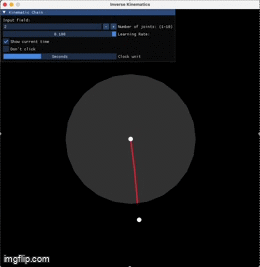 Inverse Kinematics
Kinematic Chain
Input field:
2 - + Number of joints: (1-10)
0.100 Learning Rate:
Show current time
Don't click
Seconds Clock unit
imgflip.com